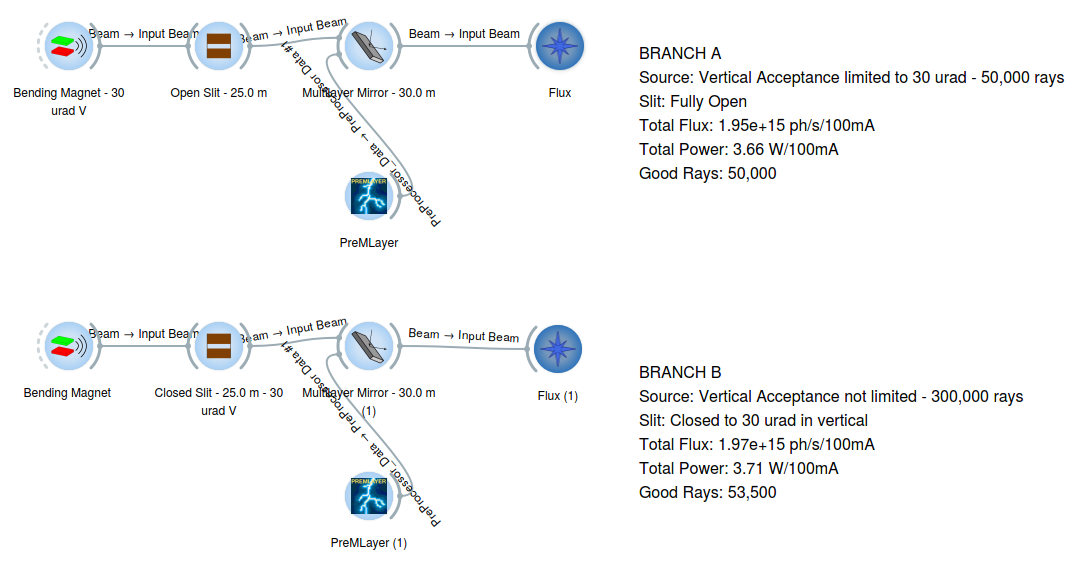 Beam → Input Beam
Beam → Input Beam
Beam → Input Beam
Bending Magnet - 30
urad V
Open Slit - 25.0 m
Multilayer Mirror - 30.0 m
Flux
PreProcessor Data #1
PreProcessor_Data →
PREMLAYER
PreMLayer
BRANCH A
Source: Vertical Acceptance limited to 30 urad - 50,000 rays
Slit: Fully Open
Total Flux: 1.95e+15 ph/s/100mA
Total Power: 3.66 W/100mA
Good Rays: 50,000
Beam → Input Beam
Beam → Input Beam
Beam → Input Beam
Bending Magnet
Closed Slit - 25.0 m - 30
urad V
Multilayer Mirror - 30.0 m
(1)
Flux (1)
PreProcessor Data #1
PreProcessor_Data →
PREMLAYER
PreMLayer (1)
BRANCH B
Source: Vertical Acceptance not limited - 300,000 rays
Slit: Closed to 30 urad in vertical
Total Flux: 1.97e+15 ph/s/100mA
Total Power: 3.71 W/100mA
Good Rays: 53,500